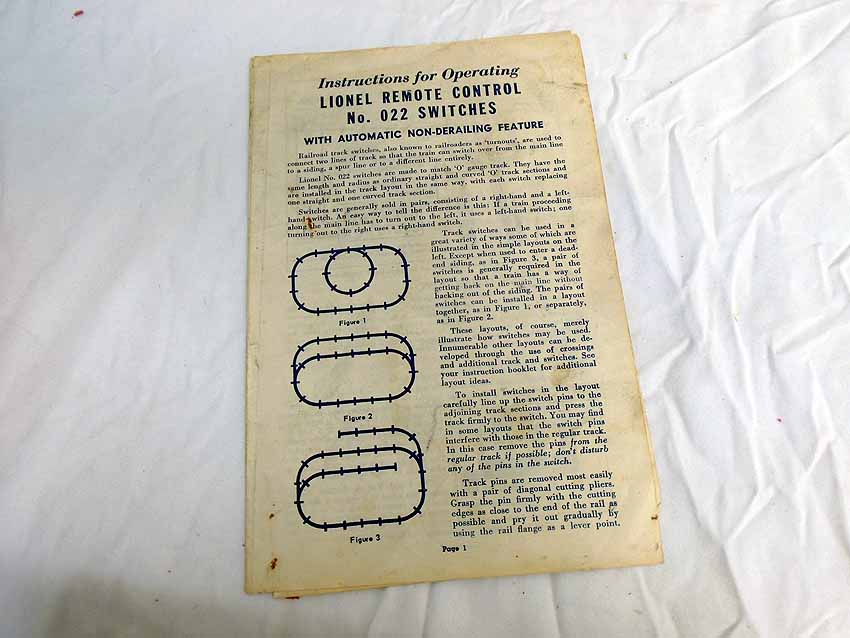 Instructions for Operating
LIONEL REMOTE CONTROL
No. 022 SWITCHES
WITH AUTOMATIC NON-DERAILING FEATURE
Railroad track switches, also known to railroaders as 'turnouts', are used to
connect two lines of track so that the train can switch over from the main line
to a siding, a spur line or to a different line entirely.
Lionel No. 022 switches are made to match 'O' gauge track. They have the
same length and radius as ordinary straight and curved 'O' track sections and
are installed in the track layout in the same way, with each switch replacing
one straight and one curved track section.
Switches are generally sold in pairs, consisting of a right-hand and a left-
hand switch. An easy way to tell the difference is this: If a train proceeding
along the main line has to turn out to the left, it uses a left-hand switch; one
turning out to the right uses a right-hand switch.
Figure 1
Figure 2
Figure 3
Track switches can be used in a
great variety of ways some of which are
illustrated in the simple layouts on the
left. Except when used to enter a dead-
end siding, as in Figure 3, a pair of
switches is generally required in the
layout so that a train has a way of
getting back on the main line without
backing out of the siding. The pairs of
switches can be installed in a layout
together, as in Figure 1, or separately,
as in Figure 2.
These layouts, of course, merely
illustrate how switches may be used.
Innumerable other layouts can be de-
veloped through the use of crossings
and additional track and switches. See
your instruction booklet for additional
layout ideas.
To install switches in the layout
carefully line up the switch pins to the
adjoining track sections and press the
track firmly to the switch. You may find
in some layouts that the switch pins
interfere with those in the regular track.
In this case remove the pins from the
regular track if possible; don't disturb
any of the pins in the switch.
Track pins are removed most easily
with a pair of diagonal cutting pliers.
Grasp the pin firmly with the cutting
edges as close to the end of the rail as
possible and pry it out gradually by
using the rail flange as a lever point.
Page 1